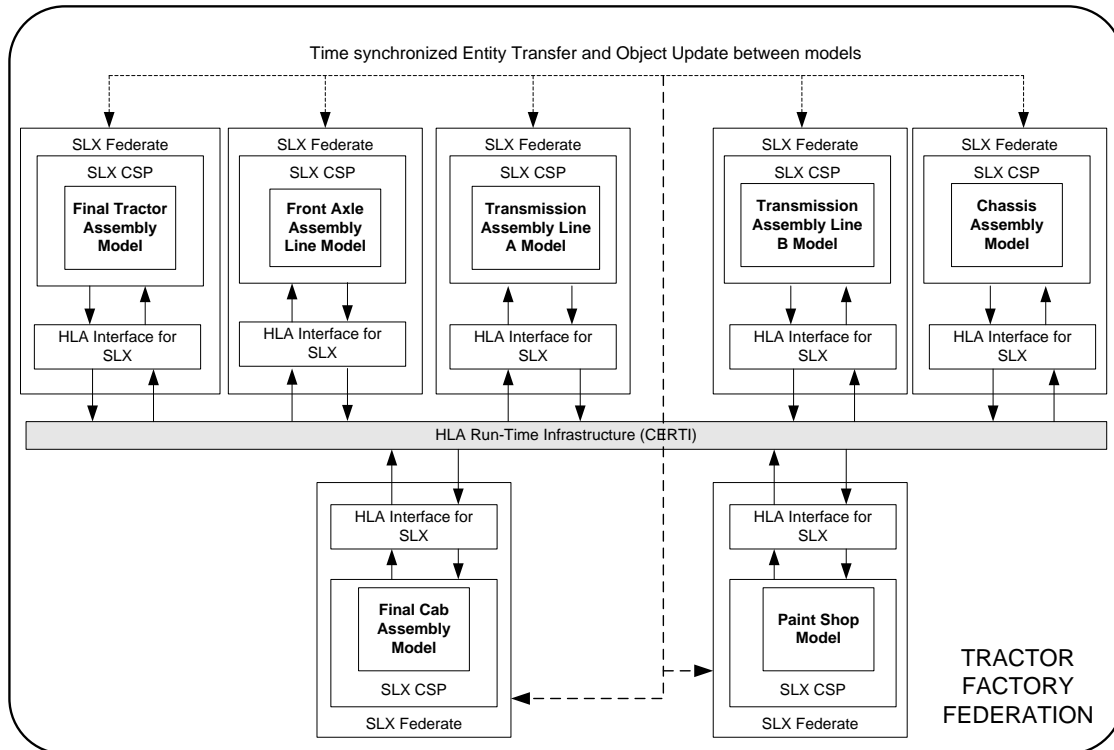 Time synchronized Entity Transfer and Object Update between models
SLX Federate
SLX CSP
Final Tractor
Assembly
Model
HLA Interface for
SLX
SLX Federate
SLX CSP
Front Axle
Assembly
Line Model
HLA Interface for
SLX
SLX Federate
SLX CSP
Transmission
Assembly Line
A Model
HLA Interface for
SLX
SLX Federate
SLX CSP
Transmission
Assembly Line
B Model
HLA Interface for
SLX
SLX Federate
SLX CSP
Chassis
Assembly
Model
HLA Interface for
SLX
HLA Run-Time Infrastructure (CERTI)
HLA Interface for
SLX
Final Cab
Assembly
Model
SLX CSP
SLX Federate
HLA Interface for
SLX
Paint Shop
Model
SLX CSP
SLX Federate
TRACTOR
FACTORY
FEDERATION